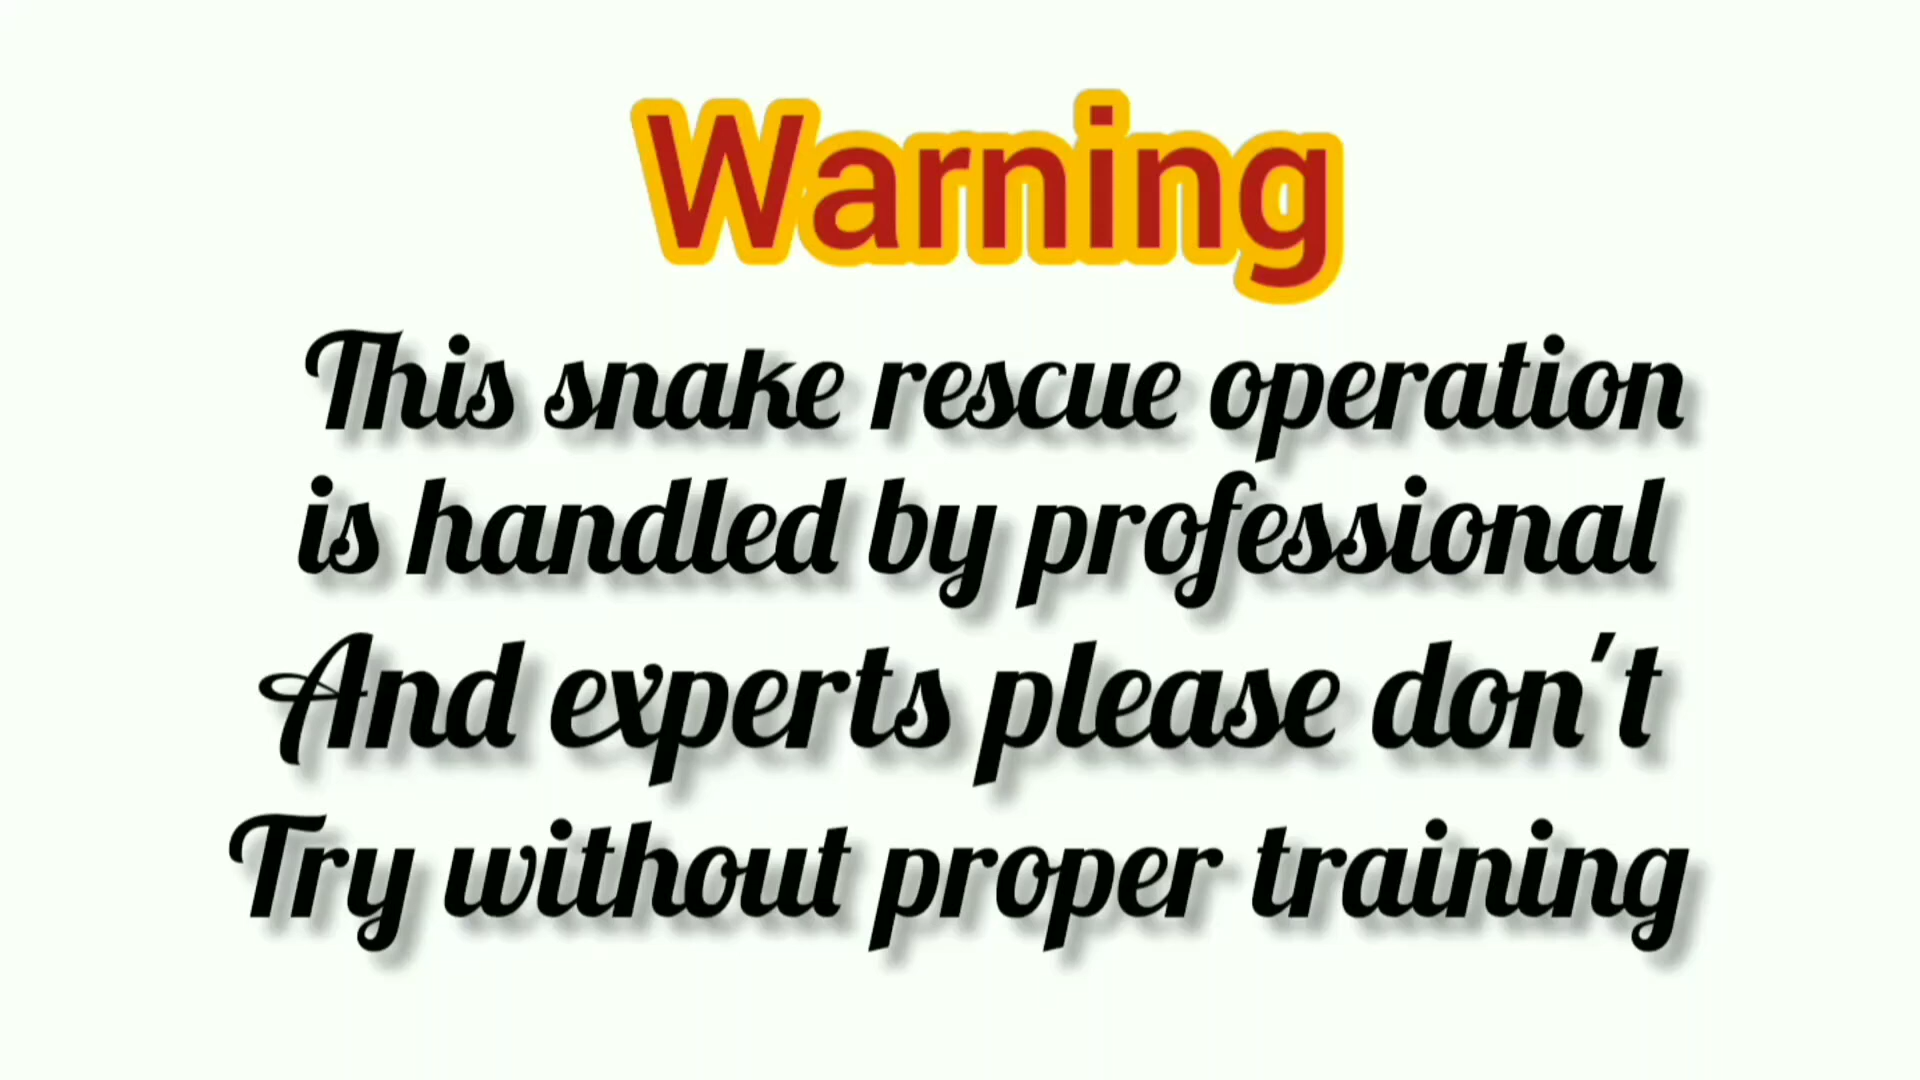 Warning
This snake rescue operation
is handled by professional
And experts please don't
Try without proper training